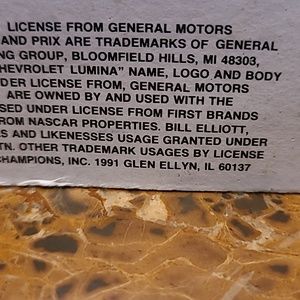 LICENSE FROM GENERAL MOTORS
AND PRIX ARE TRADEMARKS OF GENERAL
NG GROUP, BLOOMFIELD HILLS, MI 48303,
HEVROLET LUMINA" NAME, LOGO AND BODY
DER LICENSE FROM, GENERAL MOTORS
ARE OWNED BY AND USED WITH THE
SED UNDER LICENSE FROM FIRST BRANDS
ROM NASCAR PROPERTIES. BILL ELLIOTT,
S AND LIKENESSES USAGE GRANTED UNDER
TN. OTHER TRADEMARK USAGES BY LICENSE
CHAMPIONS, INC. 1991 GLEN ELLYN, IL 60137